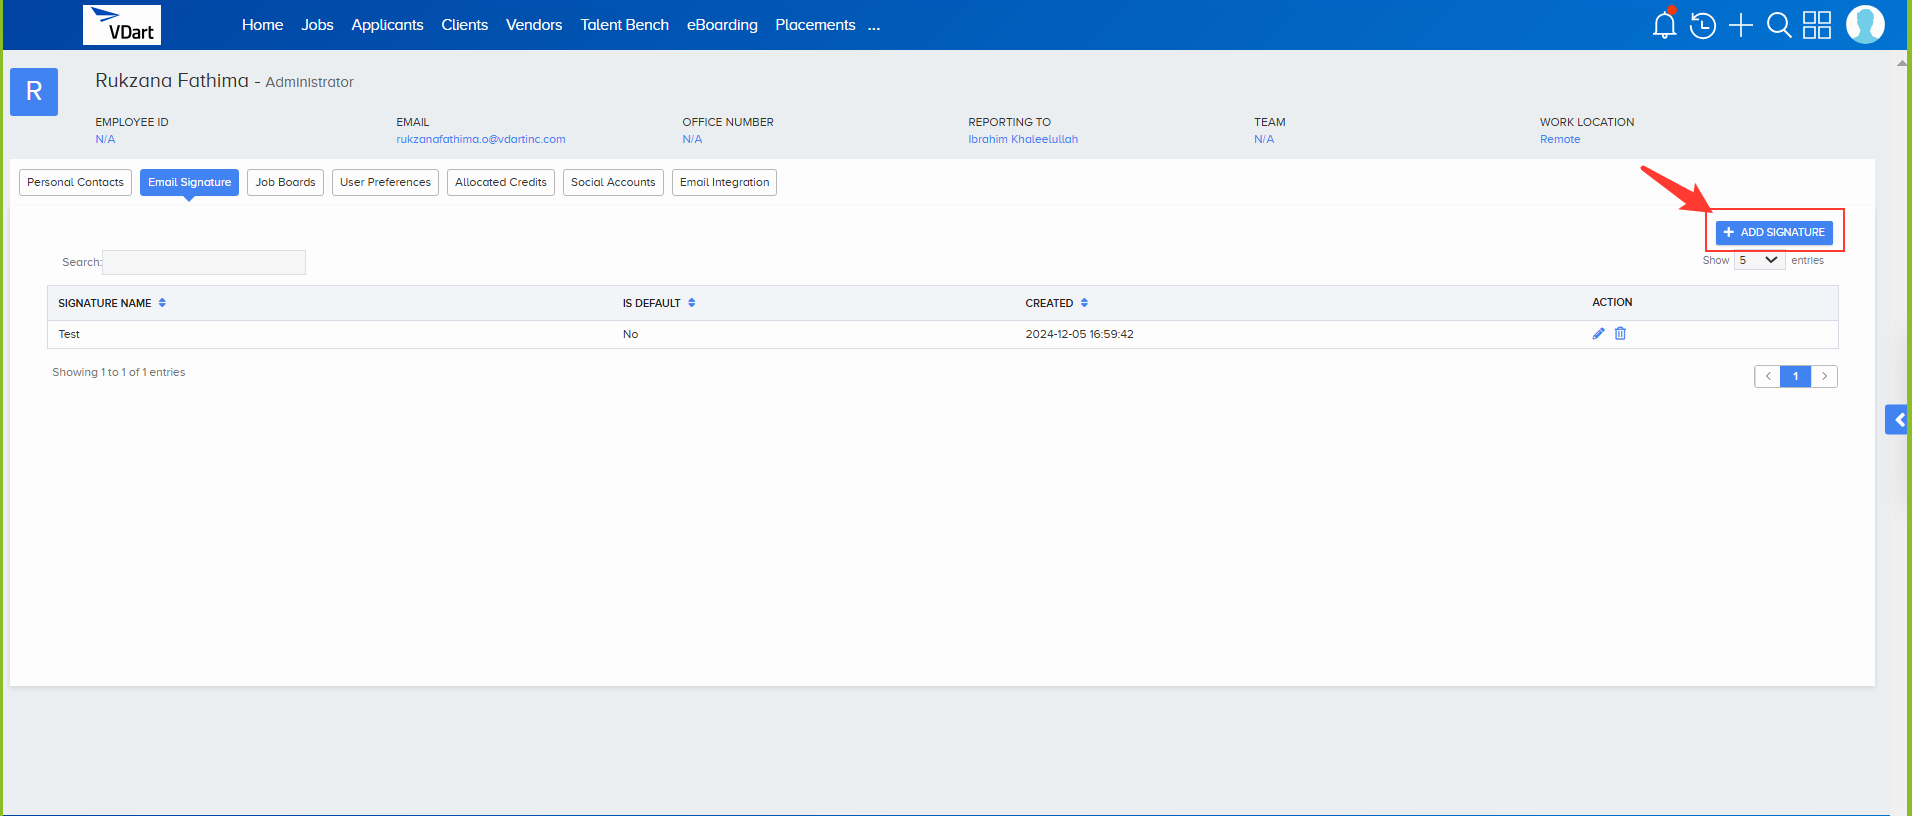 VDart Home Jobs Applicants Clients Vendors Talent Bench eBoarding Placements ...
R Rukzana Fathima - Administrator
EMPLOYEE ID EMAIL OFFICE NUMBER REPORTING TO TEAM WORK LOCATION
N/A rukzanafathima.o@vdartinc.com N/A Ibrahim Khaleelullah N/A Remote
Personal Contacts Email Signature Job Boards User Preferences Allocated Credits Social Accounts Email Integration
+ ADD SIGNATURE
Search: Show 5 entries
SIGNATURE NAME IS DEFAULT CREATED ACTION
Test No 2024-12-05 16:59:42
Showing 1 to 1 of 1 entries
1